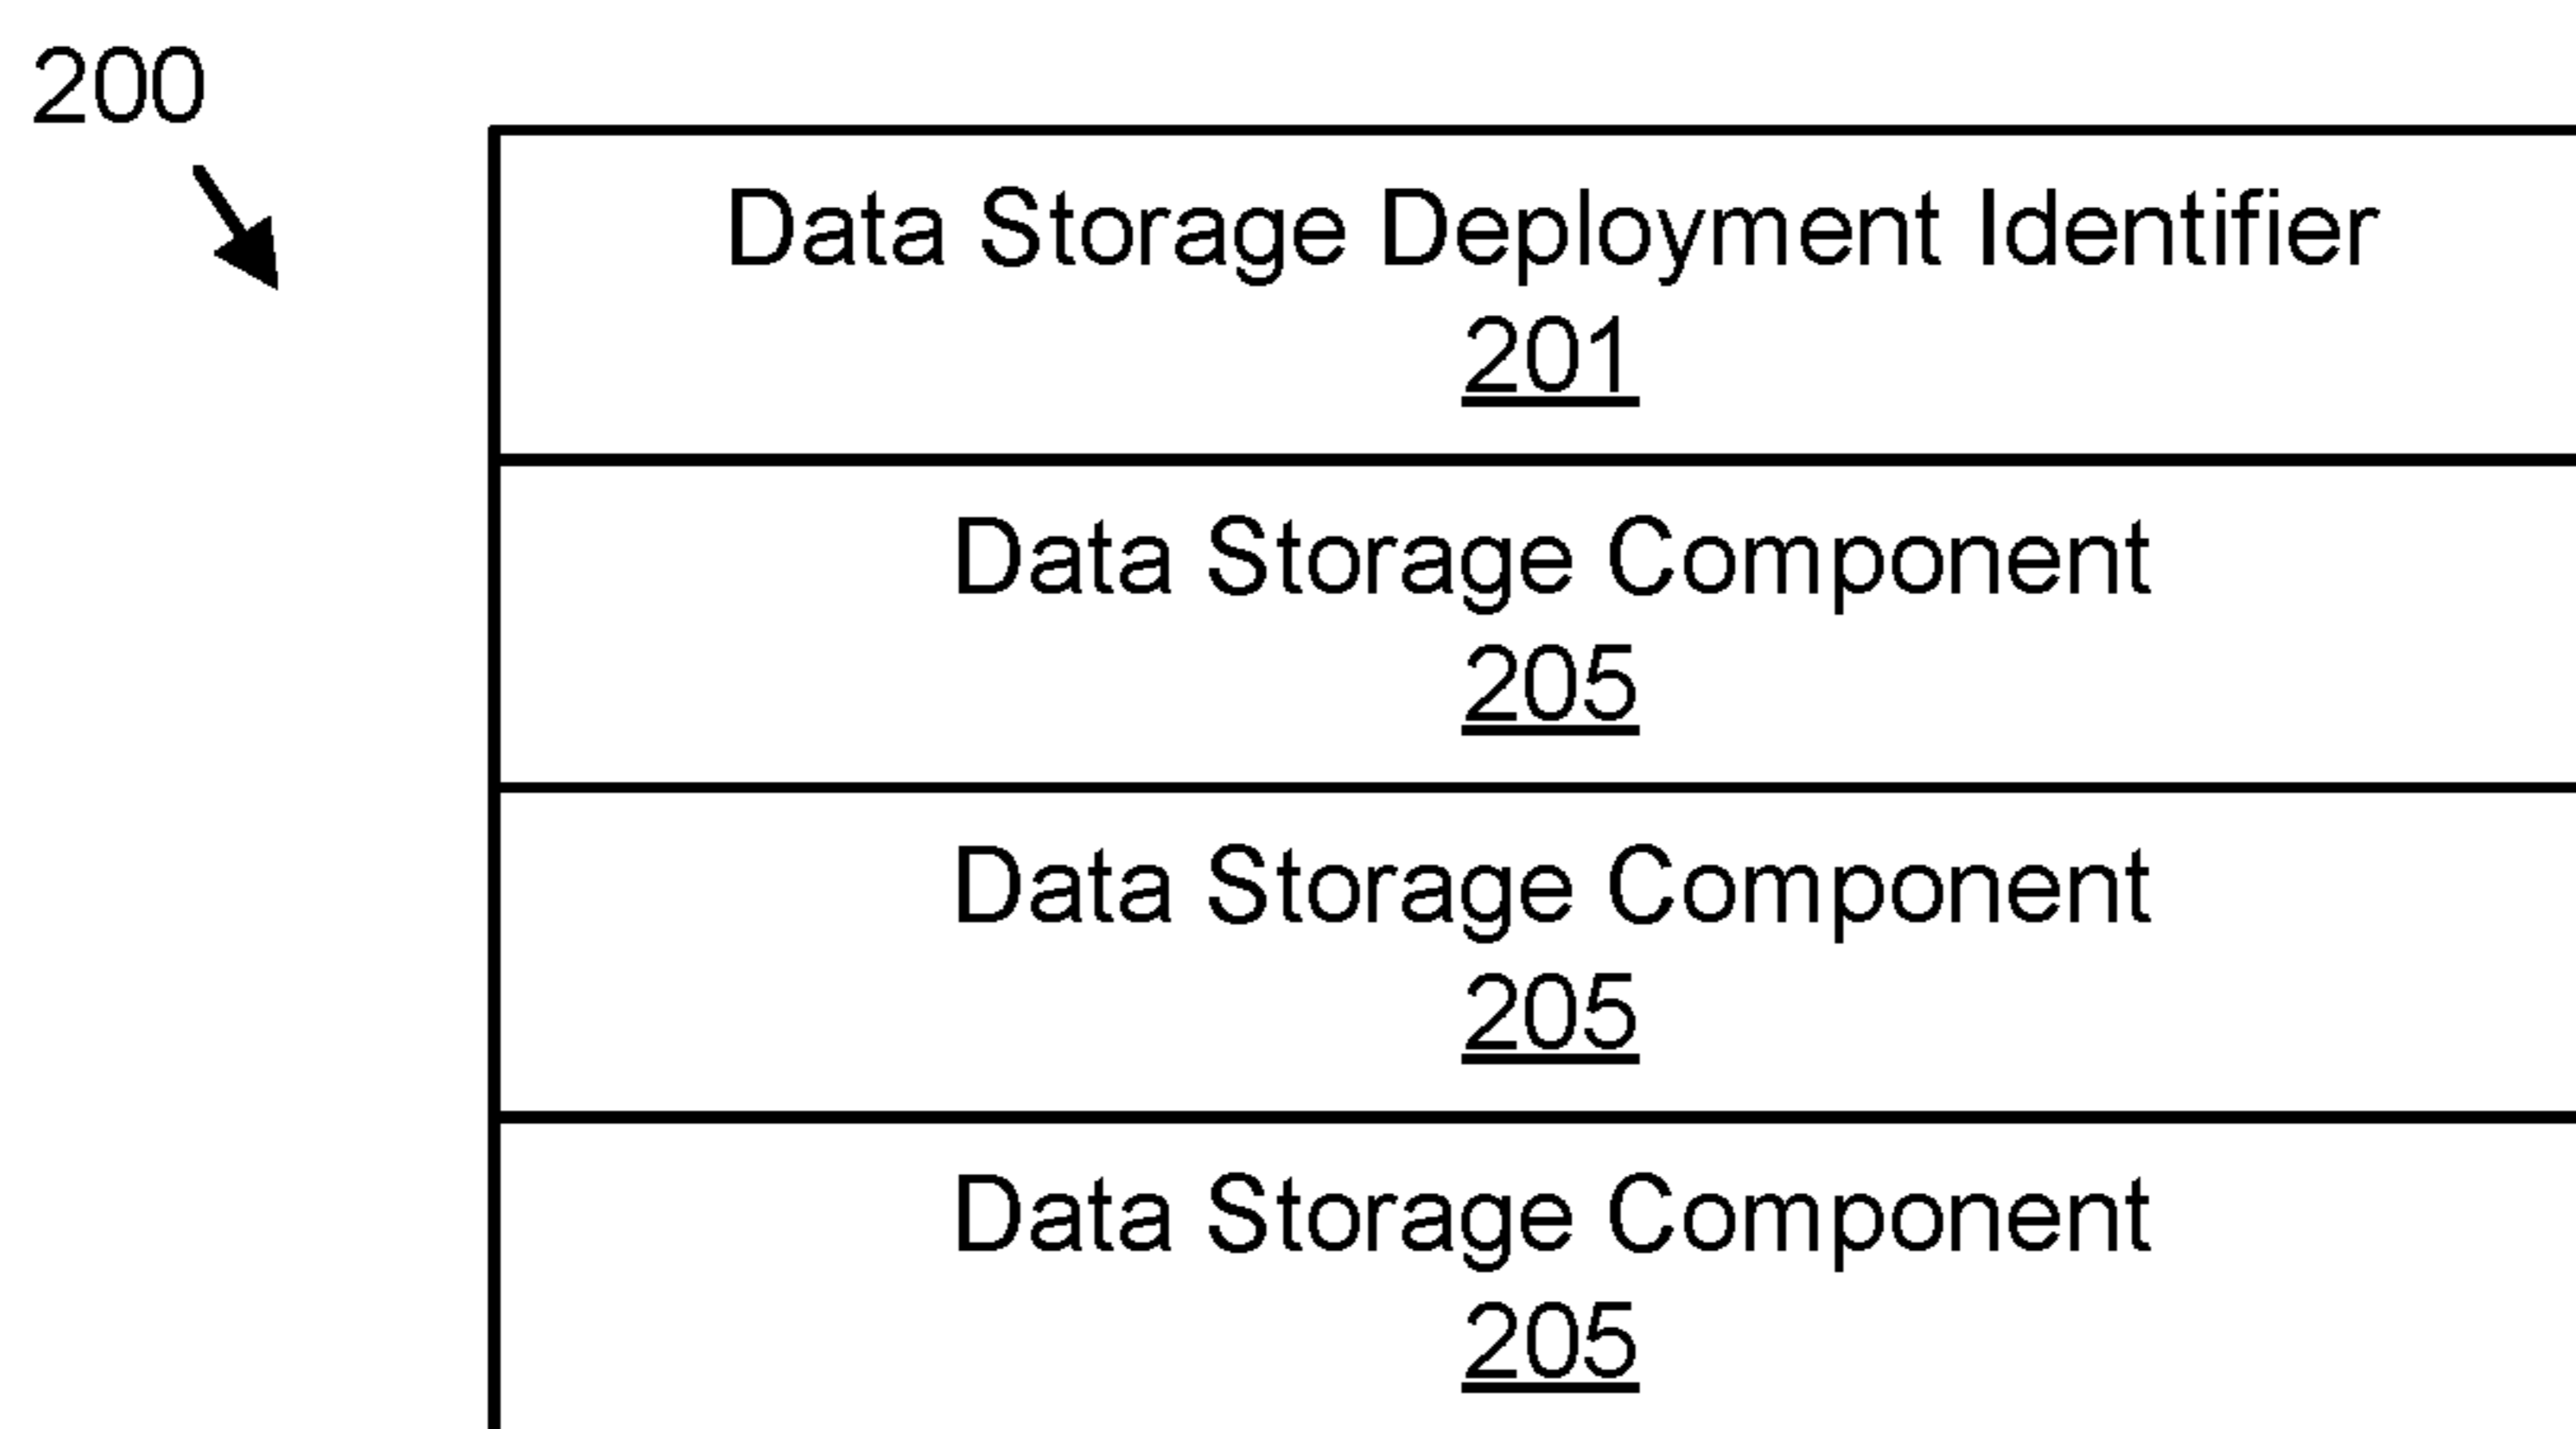 200
Data Storage Deployment Identifier
201
Data Storage Component
205
Data Storage Component
205
Data Storage Component
205